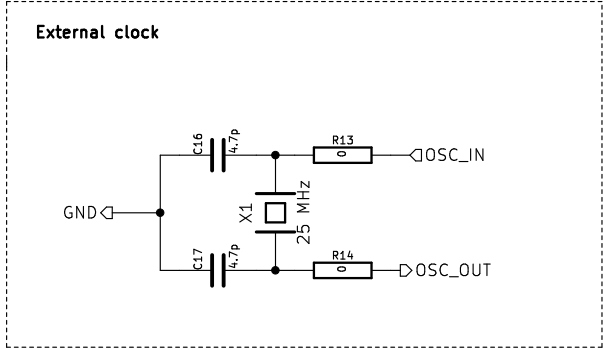 External clock
C16
4.7p
R13
0
OSC_IN
GND
X1
25 MHz
C17
4.7p
R14
0
OSC_OUT